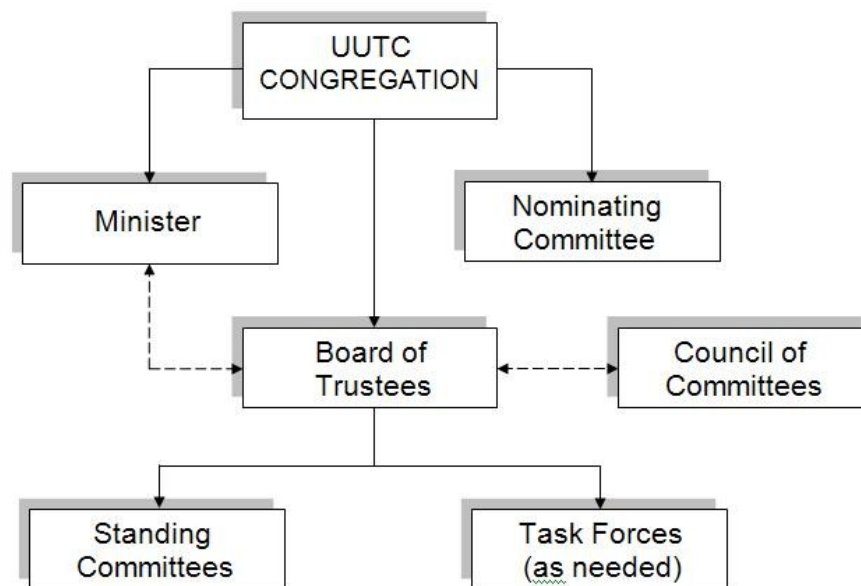 UUTC
CONGREGATION
Minister
Nominating
Committee
Board of
Trustees
Council of
Committees
Standing
Committees
Task Forces
(as needed)